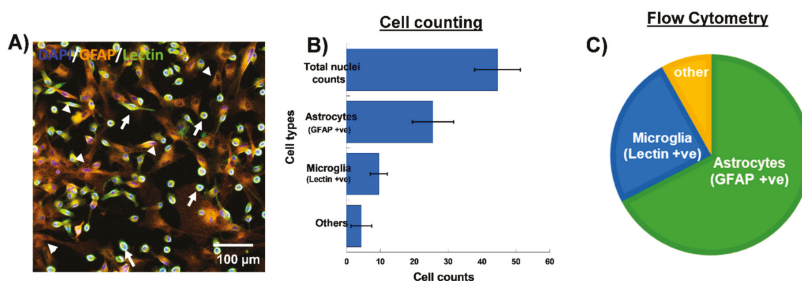 Cell counting
Flow Cytometry
A)
DAPI/GFAP/Lectin
100 µm
B)
Cell types
Total nuclei
counts
Astrocytes
(GFAP +ve)
Microglia
(Lectin +ve)
Others
0 10 20 30 40 50 60
Cell counts
C)
other
Microglia
(Lectin +ve)
Astrocytes
(GFAP +ve)